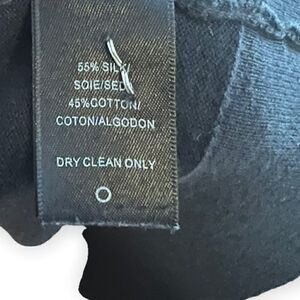 55% SILK/
SOIE/SEDA
45%COTTON/
COTON/ALGODON
DRY CLEAN ONLY